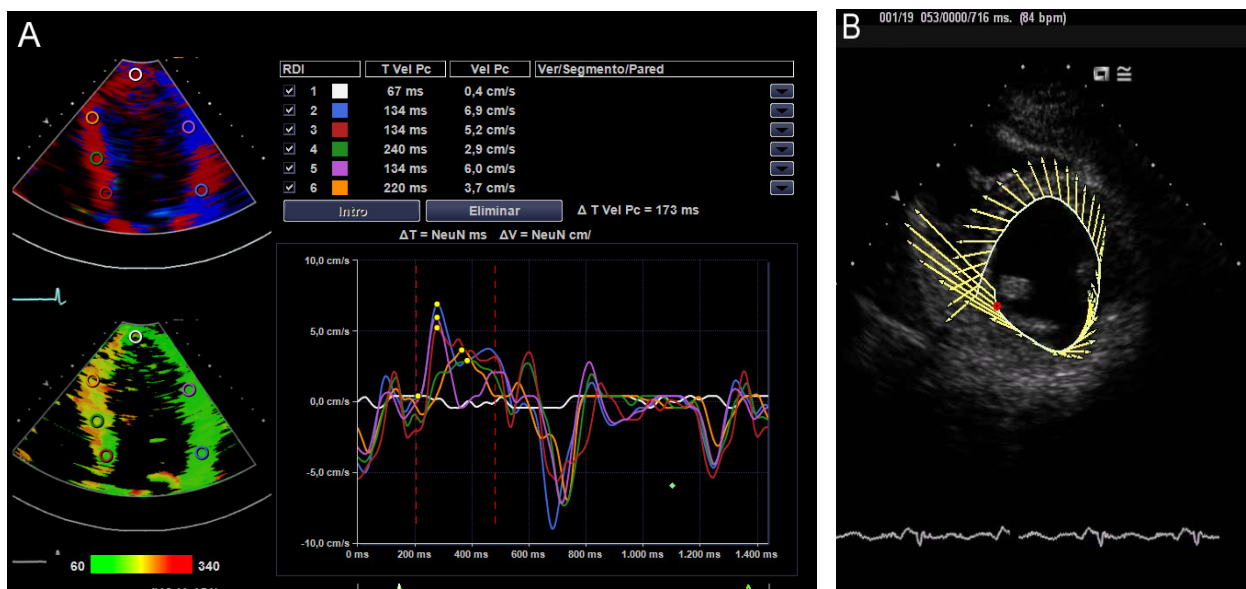 A
RDI T Vel Pc Vel Pc Ver/Segmento/Pared
1 67 ms 0,4 cm/s
2 134 ms 6,9 cm/s
3 134 ms 5,2 cm/s
4 240 ms 2,9 cm/s
5 134 ms 6,0 cm/s
6 220 ms 3,7 cm/s
Intro Eliminar Δ T Vel Pc = 173 ms
ΔT = NeuN ms ΔV = NeuN cm/
10,0 cm/s
5,0 cm/s
0,0 cm/s
-5,0 cm/s
-10,0 cm/s
0 ms 200 ms 400 ms 600 ms 800 ms 1.000 ms 1.200 ms 1.400 ms
60 340
B
001/19 053/0000/716 ms. (84 bpm)